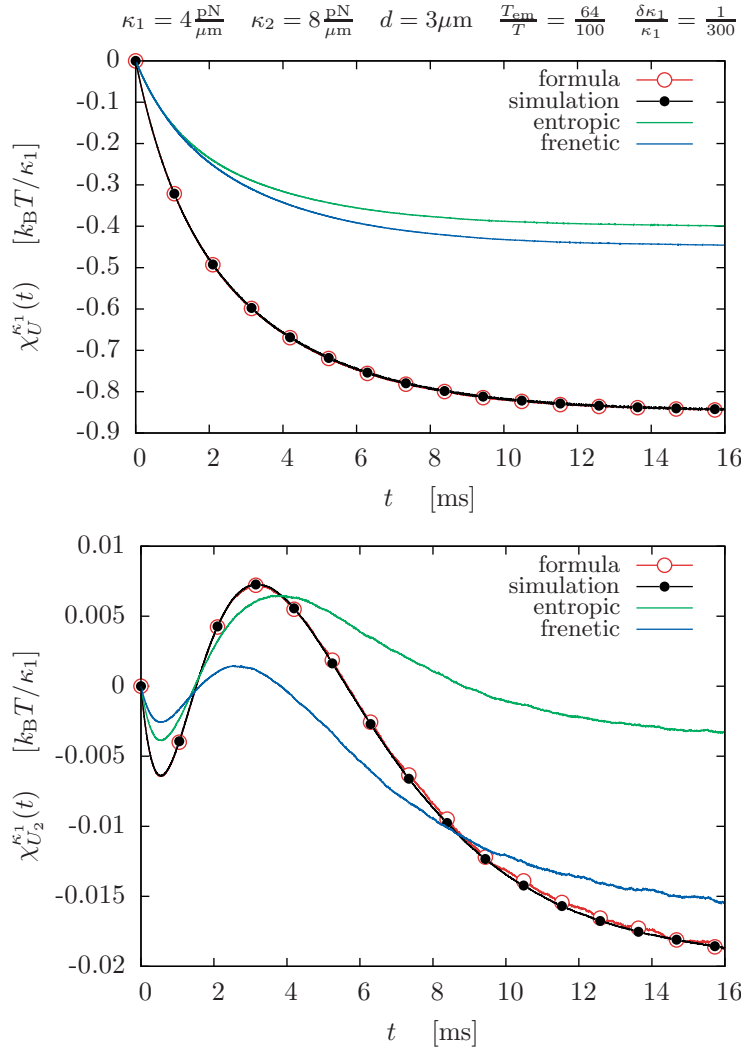 κ₁ = 4 pN/μm κ₂ = 8 pN/μm d = 3μm T_em/T = 64/100 δκ₁/κ₁ = 1/300
0
-0.1
-0.2
-0.3
-0.4
-0.5
-0.6
-0.7
-0.8
-0.9
χ_U^κ₁(t) [k_B T/κ₁]
formula
simulation
entropic
frenetic
0 2 4 6 8 10 12 14 16
t [ms]
0.01
0.005
0
-0.005
-0.01
-0.015
-0.02
χ_U₂^κ₁(t) [k_B T/κ₁]
formula
simulation
entropic
frenetic
0 2 4 6 8 10 12 14 16
t [ms]